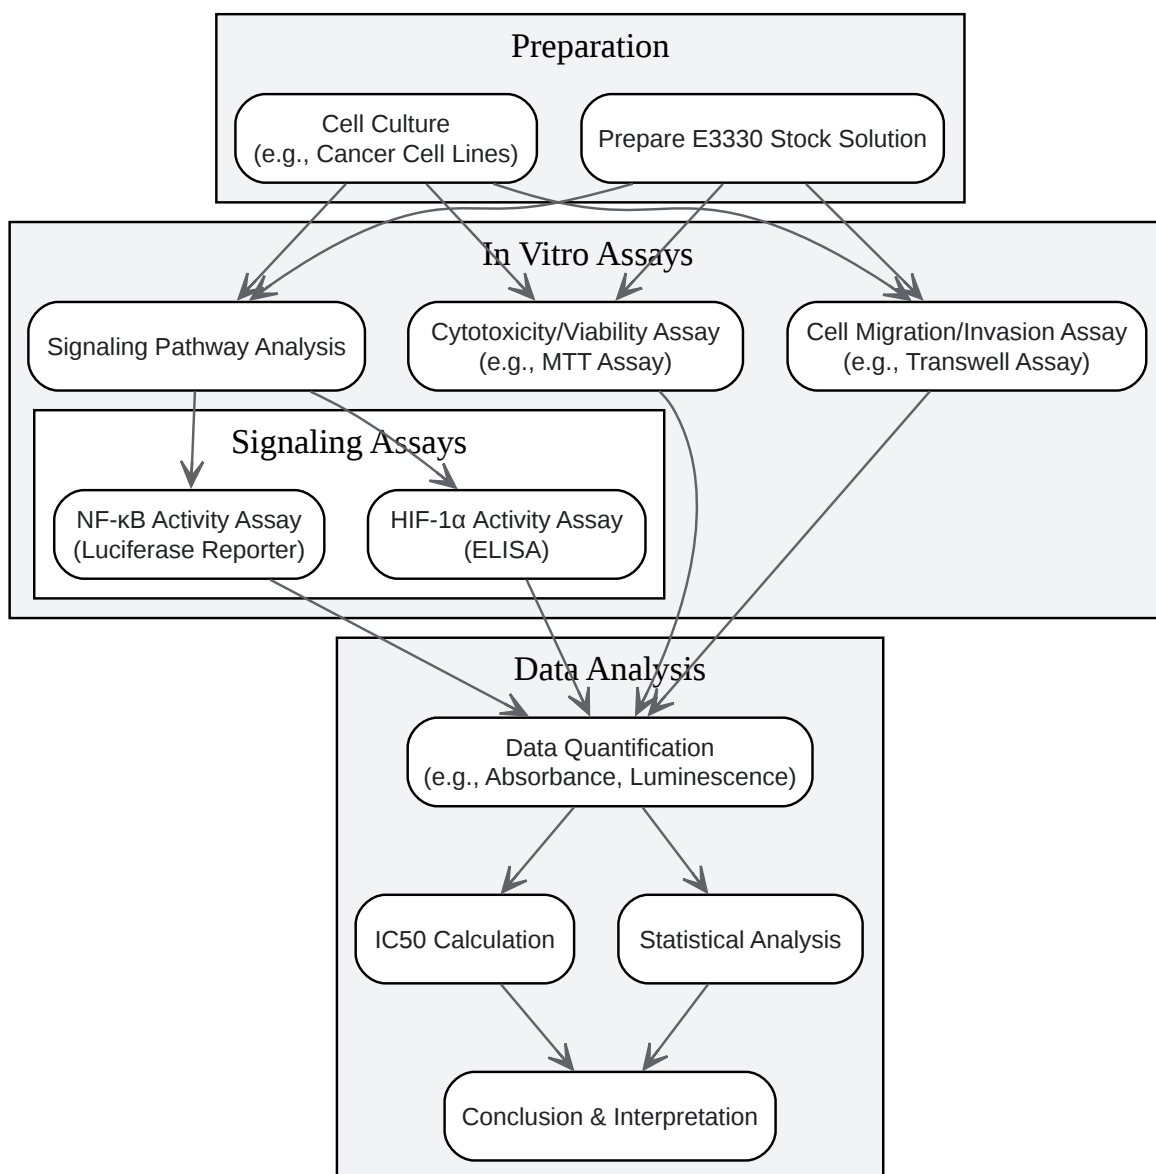 Preparation
Cell Culture
(e.g., Cancer Cell Lines)
Prepare E3330 Stock Solution
In Vitro Assays
Signaling Pathway Analysis
Cytotoxicity/Viability Assay
(e.g., MTT Assay)
Cell Migration/Invasion Assay
(e.g., Transwell Assay)
Signaling Assays
NF-κB Activity Assay
(Luciferase Reporter)
HIF-1α Activity Assay
(ELISA)
Data Analysis
Data Quantification
(e.g., Absorbance, Luminescence)
IC50 Calculation
Statistical Analysis
Conclusion & Interpretation